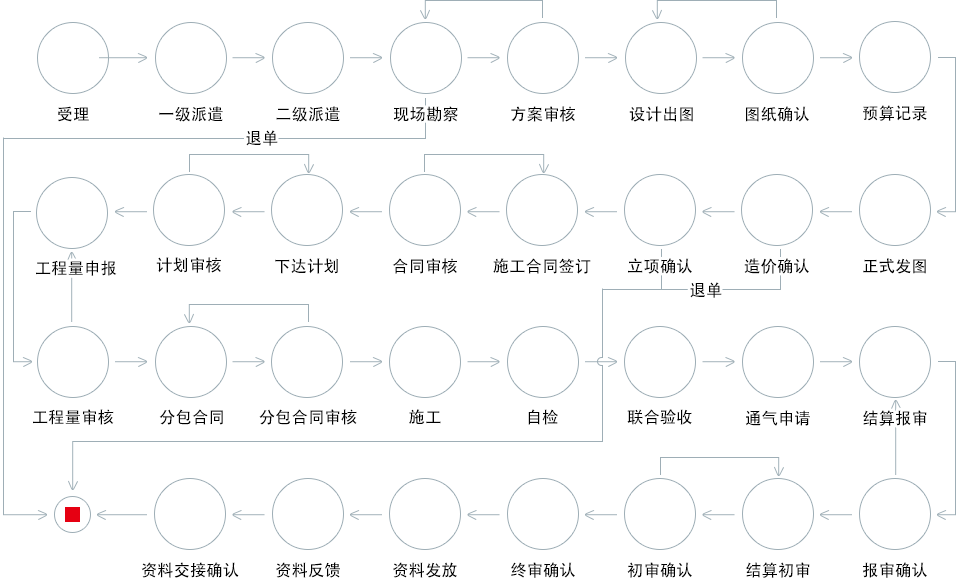 受理
一级派遣
二级派遣
现场勘察
方案审核
设计出图
图纸确认
预算记录
退单
工程量申报
计划审核
下达计划
合同审核
施工合同签订
立项确认
造价确认
正式发图
退单
工程量审核
分包合同
分包合同审核
施工
自检
联合验收
通气申请
结算报审
资料交接确认
资料反馈
资料发放
终审确认
初审确认
结算初审
报审确认